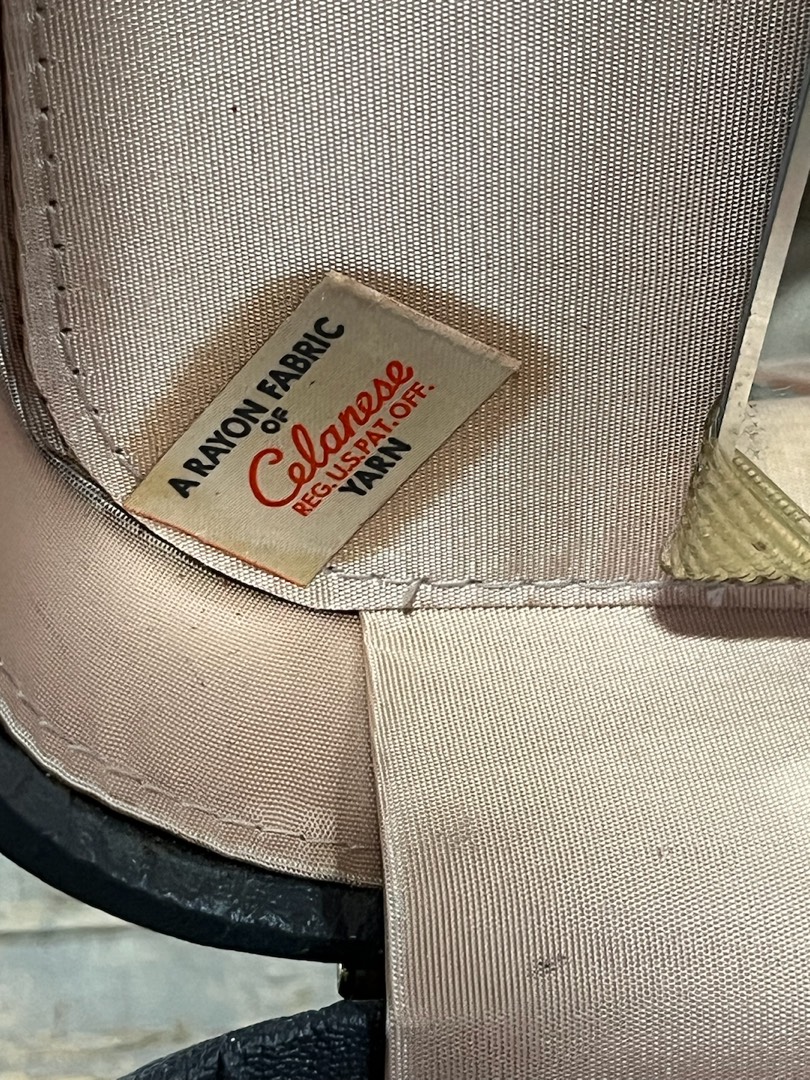 A RAYON FABRIC
OF
Celanese
REG. U.S. PAT. OFF.
YARN